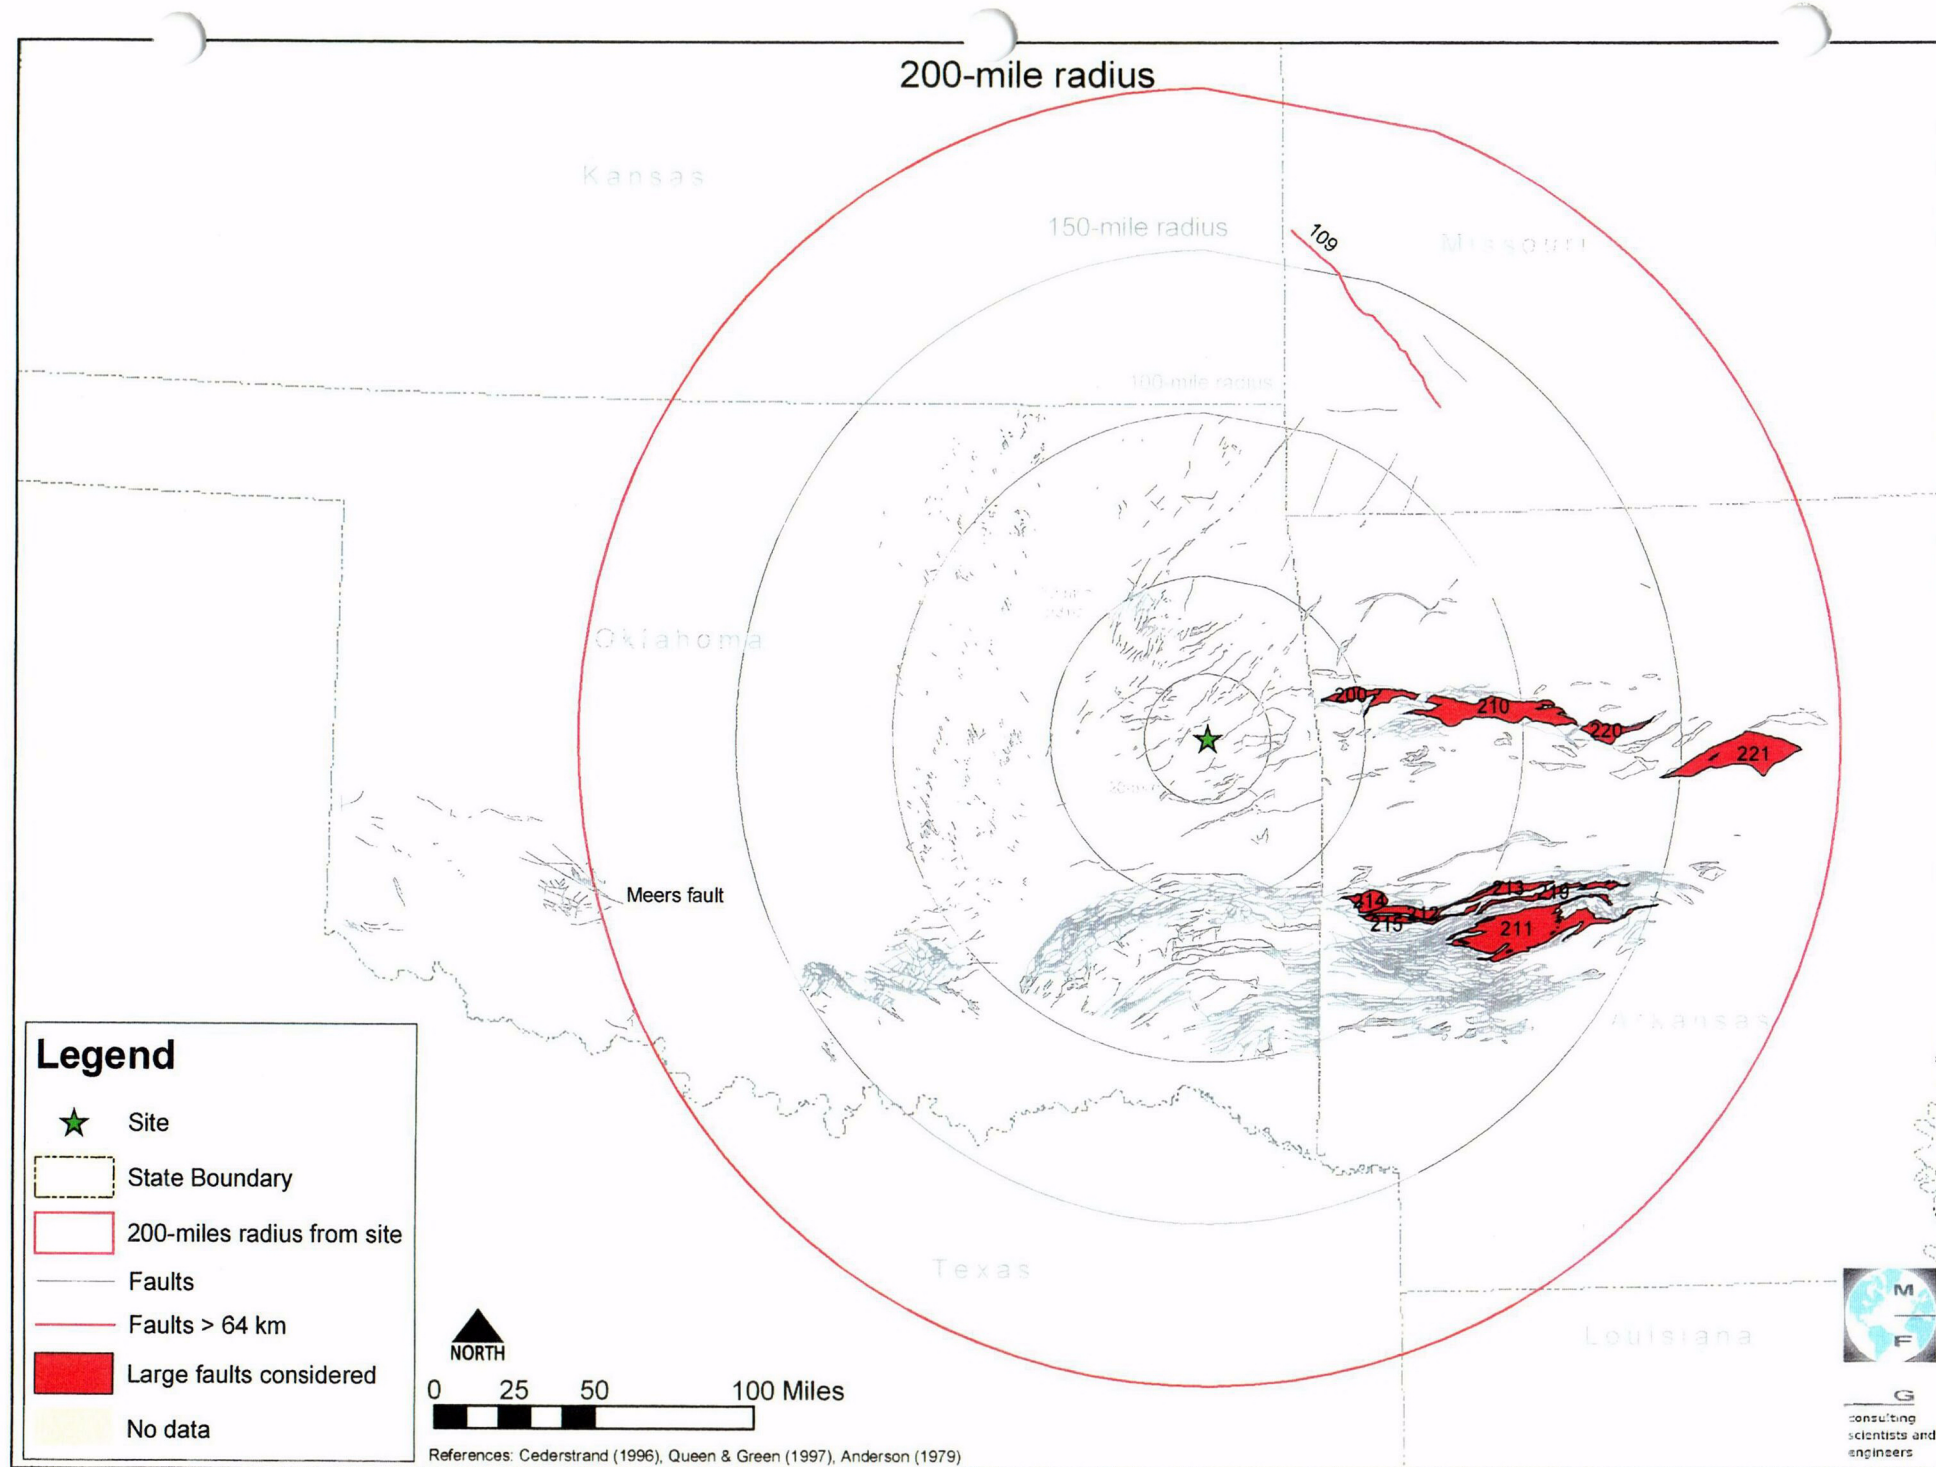 200-mile radius
Kansas
150-mile radius
109
Missouri
100-mile radius
Oklahoma
200
210
220
221
Meers fault
213
219
214
212
215
211
Arkansas
Texas
Louisiana
Legend
Site
State Boundary
200-miles radius from site
Faults
Faults > 64 km
Large faults considered
No data
NORTH
0 25 50 100 Miles
References: Cederstrand (1996), Queen & Green (1997), Anderson (1979)
M
F
G
consulting
scientists and
engineers